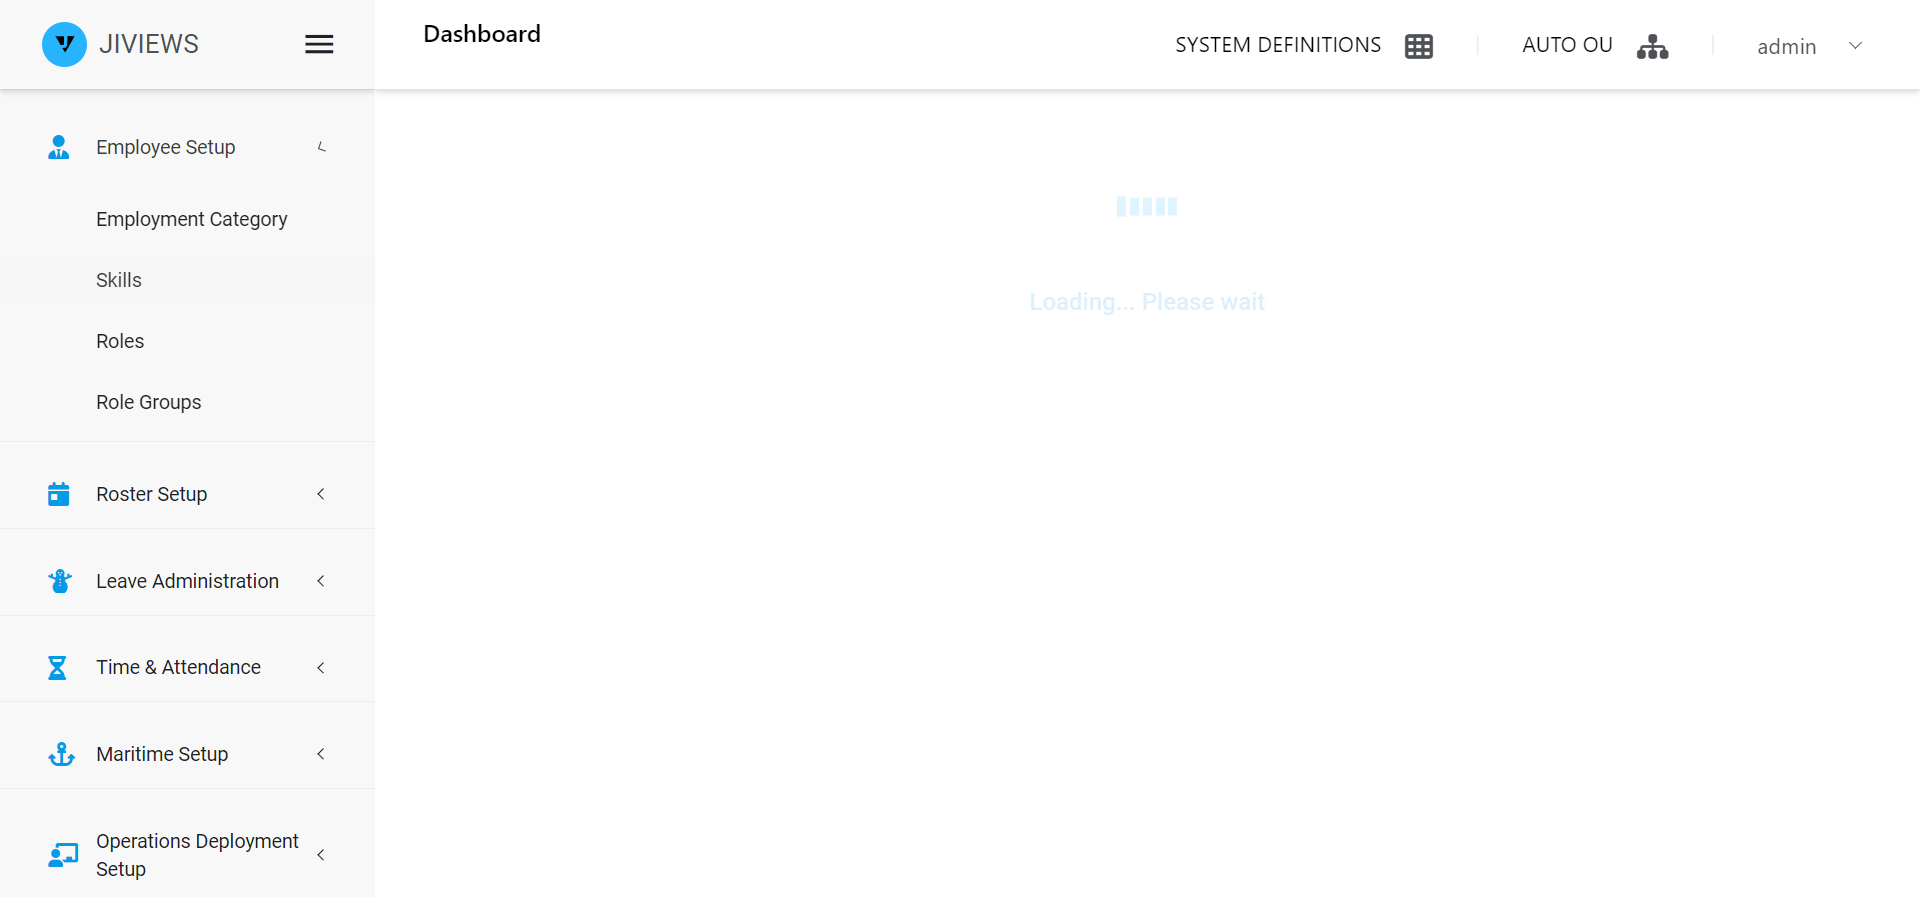 JIVIEWS
Dashboard
SYSTEM DEFINITIONS
AUTO OU
admin
Employee Setup
Employment Category
Skills
Roles
Role Groups
Roster Setup
Leave Administration
Time & Attendance
Maritime Setup
Operations Deployment
Setup
Loading... Please wait